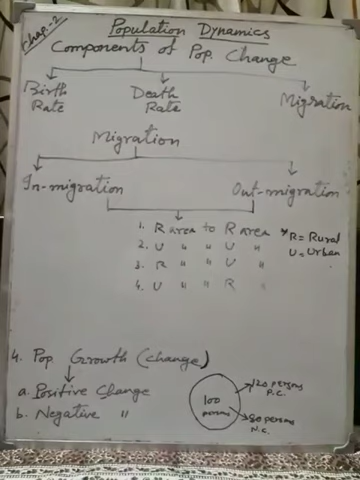 Chap.-2
Population Dynamics
Components of Pop. Change
Birth Rate
Death Rate
Migration
Migration
In-migration
Out-migration
1. R area to R area
2. U " " U "
3. R " " U "
4. U " " R "
* R = Rural
U = Urban
4. Pop. Growth (change)
a. Positive Change
b. Negative "
100 persons
120 persons
P.C.
80 persons
N.C.